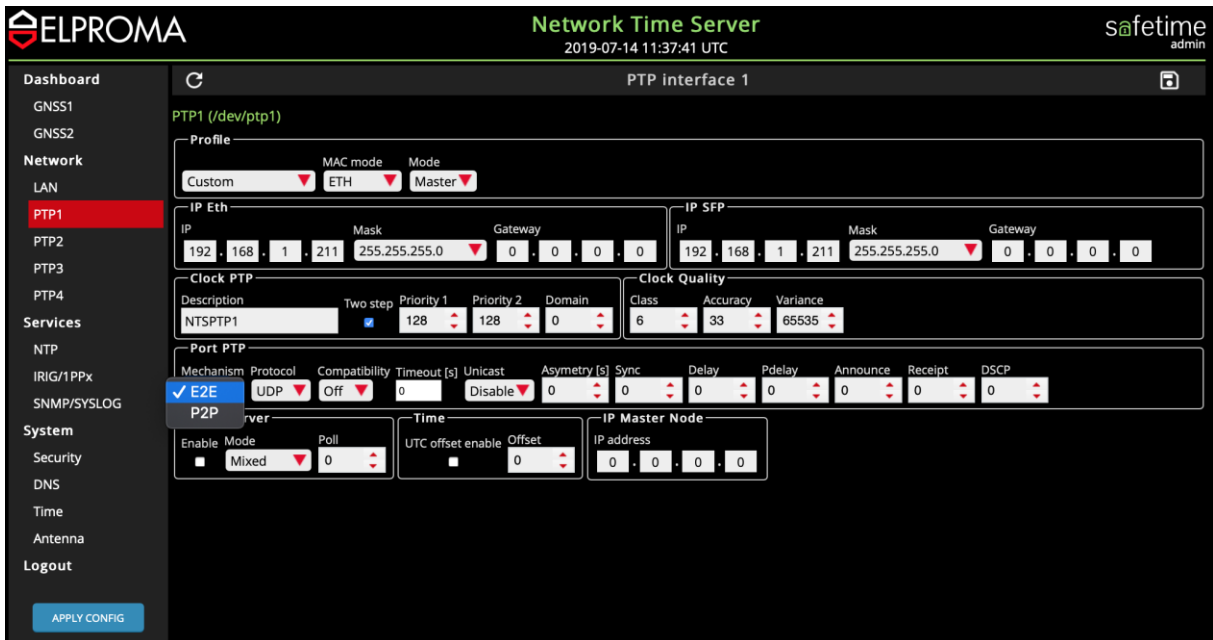 ELPROMA
Network Time Server
2019-07-14 11:37:41 UTC
safetime
admin
Dashboard
GNSS1
GNSS2
Network
LAN
PTP1
PTP2
PTP3
PTP4
Services
NTP
IRIG/1PPx
SNMP/SYSLOG
System
Security
DNS
Time
Antenna
Logout
APPLY CONFIG
PTP interface 1
PTP1 (/dev/ptp1)
Profile
MAC mode Mode
Custom ETH Master
IP Eth
IP Mask Gateway
192 . 168 . 1 . 211 255.255.255.0 0 . 0 . 0 . 0
IP SFP
IP Mask Gateway
192 . 168 . 1 . 211 255.255.255.0 0 . 0 . 0 . 0
Clock PTP
Description Two step Priority 1 Priority 2 Domain
NTSPTP1 128 128 0
Clock Quality
Class Accuracy Variance
6 33 65535
Port PTP
Mechanism Protocol Compatibility Timeout [s] Unicast Asymetry [s] Sync Delay Pdelay Announce Receipt DSCP
✓ E2E UDP Off 0 Disable 0 0 0 0 0 0 0
P2P
rver
Enable Mode Poll
Mixed 0
Time
UTC offset enable Offset
0
IP Master Node
IP address
0 . 0 . 0 . 0